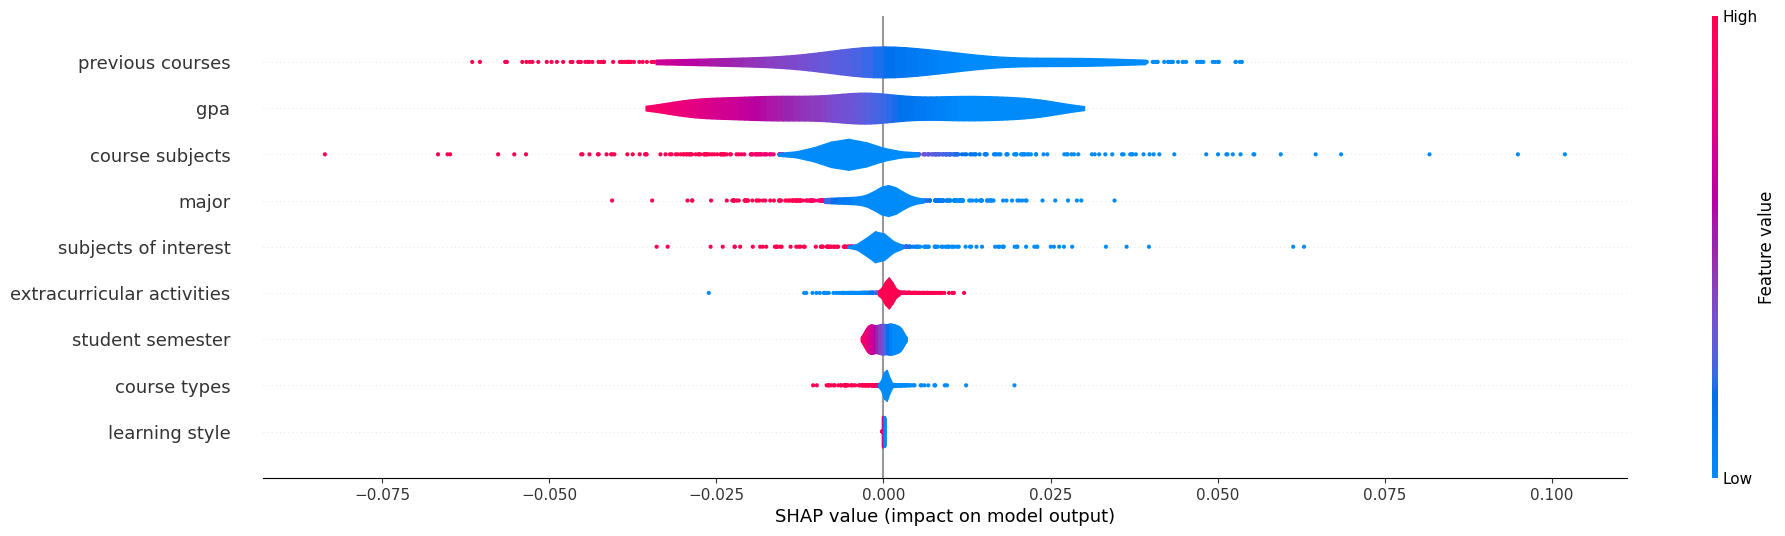 previous courses
gpa
course subjects
major
subjects of interest
extracurricular activities
student semester
course types
learning style
−0.075 −0.050 −0.025 0.000 0.025 0.050 0.075 0.100
SHAP value (impact on model output)
High
Feature value
Low